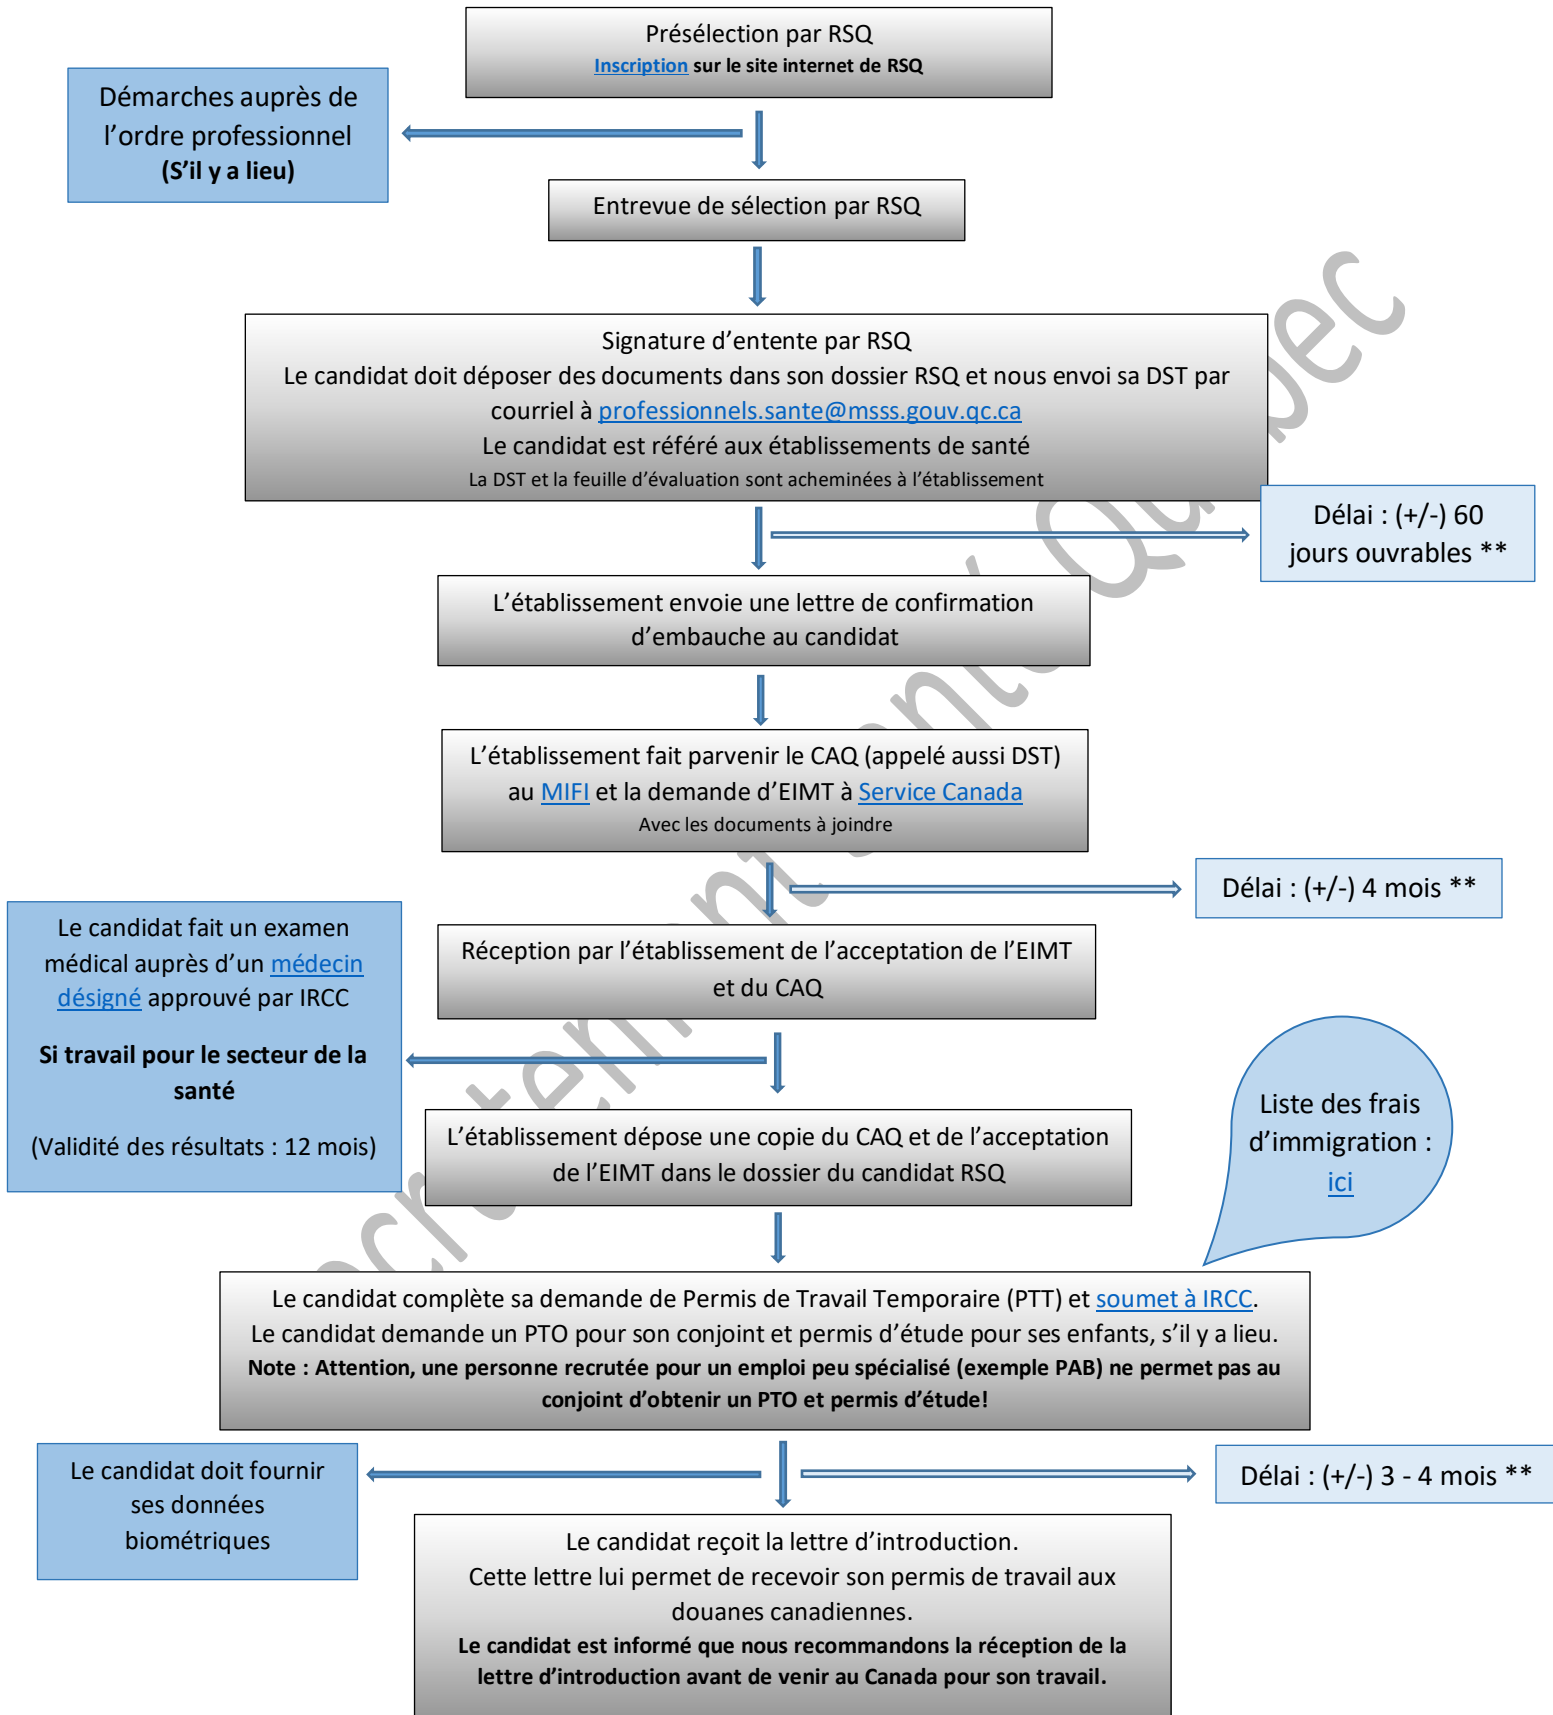 Présélection par RSQ
Inscription sur le site internet de RSQ
Démarches auprès de
l’ordre professionnel
(S’il y a lieu)
Entrevue de sélection par RSQ
Signature d’entente par RSQ
Le candidat doit déposer des documents dans son dossier RSQ et nous envoi sa DST par
courriel à professionnels.sante@msss.gouv.qc.ca
Le candidat est référé aux établissements de santé
La DST et la feuille d’évaluation sont acheminées à l’établissement
Délai : (+/-) 60
jours ouvrables **
L’établissement envoie une lettre de confirmation
d’embauche au candidat
L’établissement fait parvenir le CAQ (appelé aussi DST)
au MIFI et la demande d’EIMT à Service Canada
Avec les documents à joindre
Délai : (+/-) 4 mois **
Réception par l’établissement de l’acceptation de l’EIMT
et du CAQ
Le candidat fait un examen
médical auprès d’un médecin
désigné approuvé par IRCC
Si travail pour le secteur de la
santé
(Validité des résultats : 12 mois)
L’établissement dépose une copie du CAQ et de l’acceptation
de l’EIMT dans le dossier du candidat RSQ
Liste des frais
d’immigration :
ici
Le candidat complète sa demande de Permis de Travail Temporaire (PTT) et soumet à IRCC.
Le candidat demande un PTO pour son conjoint et permis d’étude pour ses enfants, s’il y a lieu.
Note : Attention, une personne recrutée pour un emploi peu spécialisé (exemple PAB) ne permet pas au
conjoint d’obtenir un PTO et permis d’étude!
Le candidat doit fournir
ses données
biométriques
Délai : (+/-) 3 - 4 mois **
Le candidat reçoit la lettre d’introduction.
Cette lettre lui permet de recevoir son permis de travail aux
douanes canadiennes.
Le candidat est informé que nous recommandons la réception de la
lettre d’introduction avant de venir au Canada pour son travail.